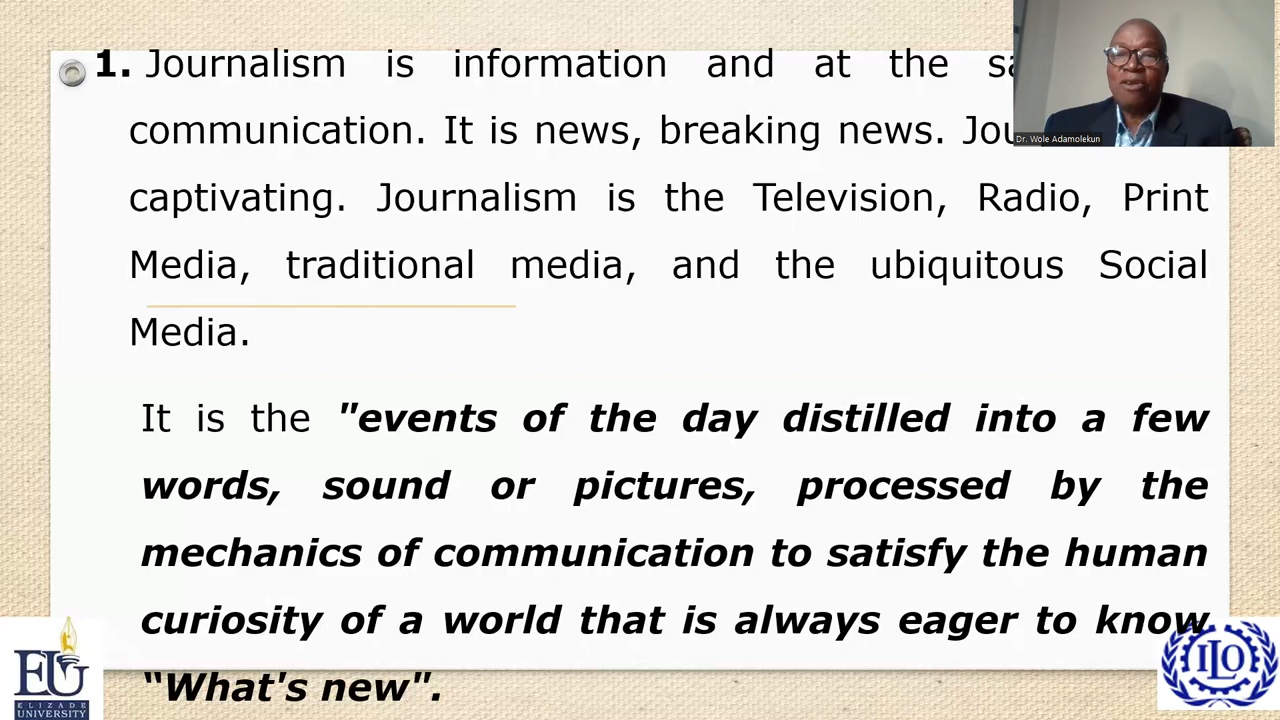 1. Journalism is information and at the
communication. It is news, breaking news.
captivating. Journalism is the Television, Radio, Print
Media, traditional media, and the ubiquitous Social
Media.
It is the "events of the day distilled into a few
words, sound or pictures, processed by the
mechanics of communication to satisfy the human
curiosity of a world that is always eager to know
“What's new".
Dr. Wole Adamolekun
EU
ELIZADE
UNIVERSITY
ILO